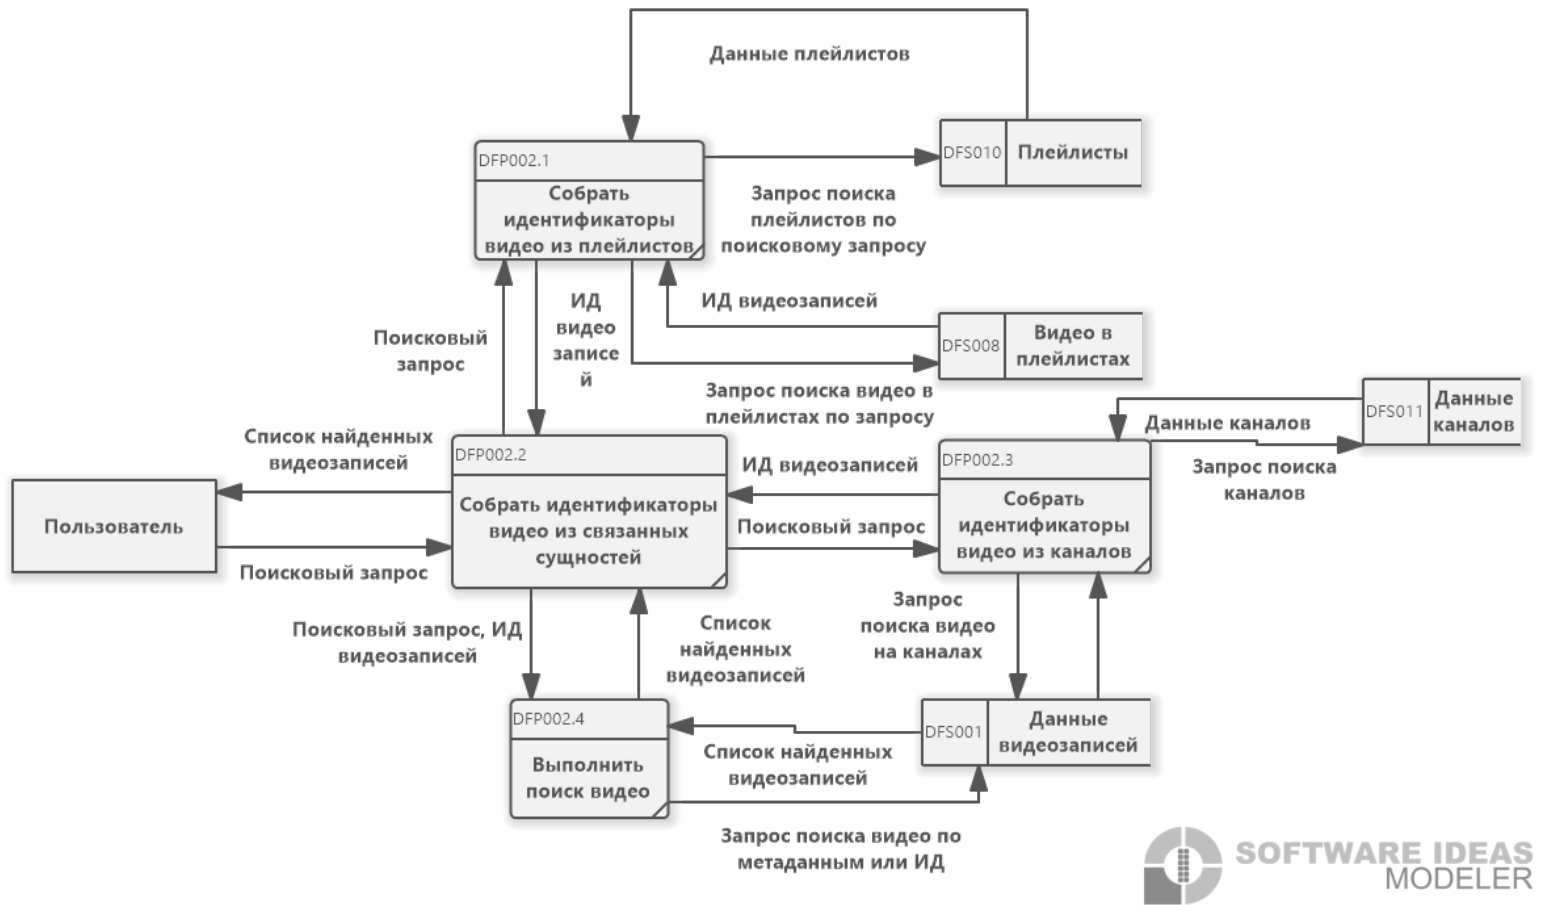 Данные плейлистов
DFP002.1
Собрать
идентификаторы
видео из плейлистов
DFS010
Плейлисты
Запрос поиска
плейлистов по
поисковому запросу
Поисковый
запрос
ИД
видео
записе
й
ИД видеозаписей
DFS008
Видео в
плейлистах
Запрос поиска видео в
плейлистах по запросу
DFS011
Данные
каналов
Данные каналов
Запрос поиска
каналов
Список найденных
видеозаписей
Пользователь
Поисковый запрос
DFP002.2
Собрать идентификаторы
видео из связанных
сущностей
ИД видеозаписей
Поисковый запрос
DFP002.3
Собрать
идентификаторы
видео из каналов
Поисковый запрос, ИД
видеозаписей
Список
найденных
видеозаписей
Запрос
поиска видео
на каналах
DFP002.4
Выполнить
поиск видео
Список найденных
видеозаписей
DFS001
Данные
видеозаписей
Запрос поиска видео по
метаданным или ИД
SOFTWARE IDEAS
MODELER